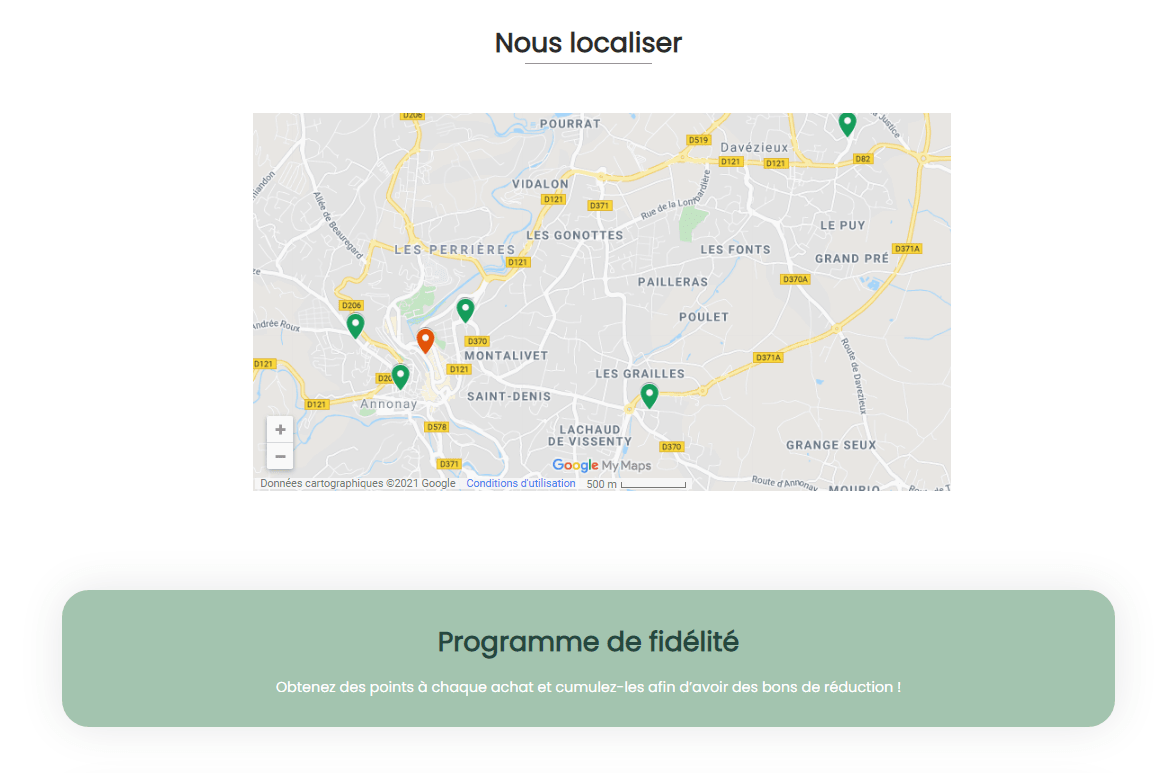 Nous localiser
D206
POURRAT
la Justice
D519
Davézieux
D121
D121
D82
VIDALON
D121
D371
Rue de la Lombardière
Allée de Beauregard
LE PUY
LES GONOTTES
LES PERRIÈRES
LES FONTS
D371A
GRAND PRÉ
D121
D370A
PAILLERAS
D206
POULET
Andrée Roux
D370
MONTALIVET
D371A
Route de Davézieux
D121
D121
LES GRAILLES
D20
SAINT-DENIS
D121
Annonay
D578
LACHAUD
DE VISSENTY
D370
GRANGE SEUX
+
−
D371
Google My Maps
Route d'Annonay
Données cartographiques ©2021 Google
Conditions d'utilisation
500 m
Programme de fidélité
Obtenez des points à chaque achat et cumulez-les afin d’avoir des bons de réduction !